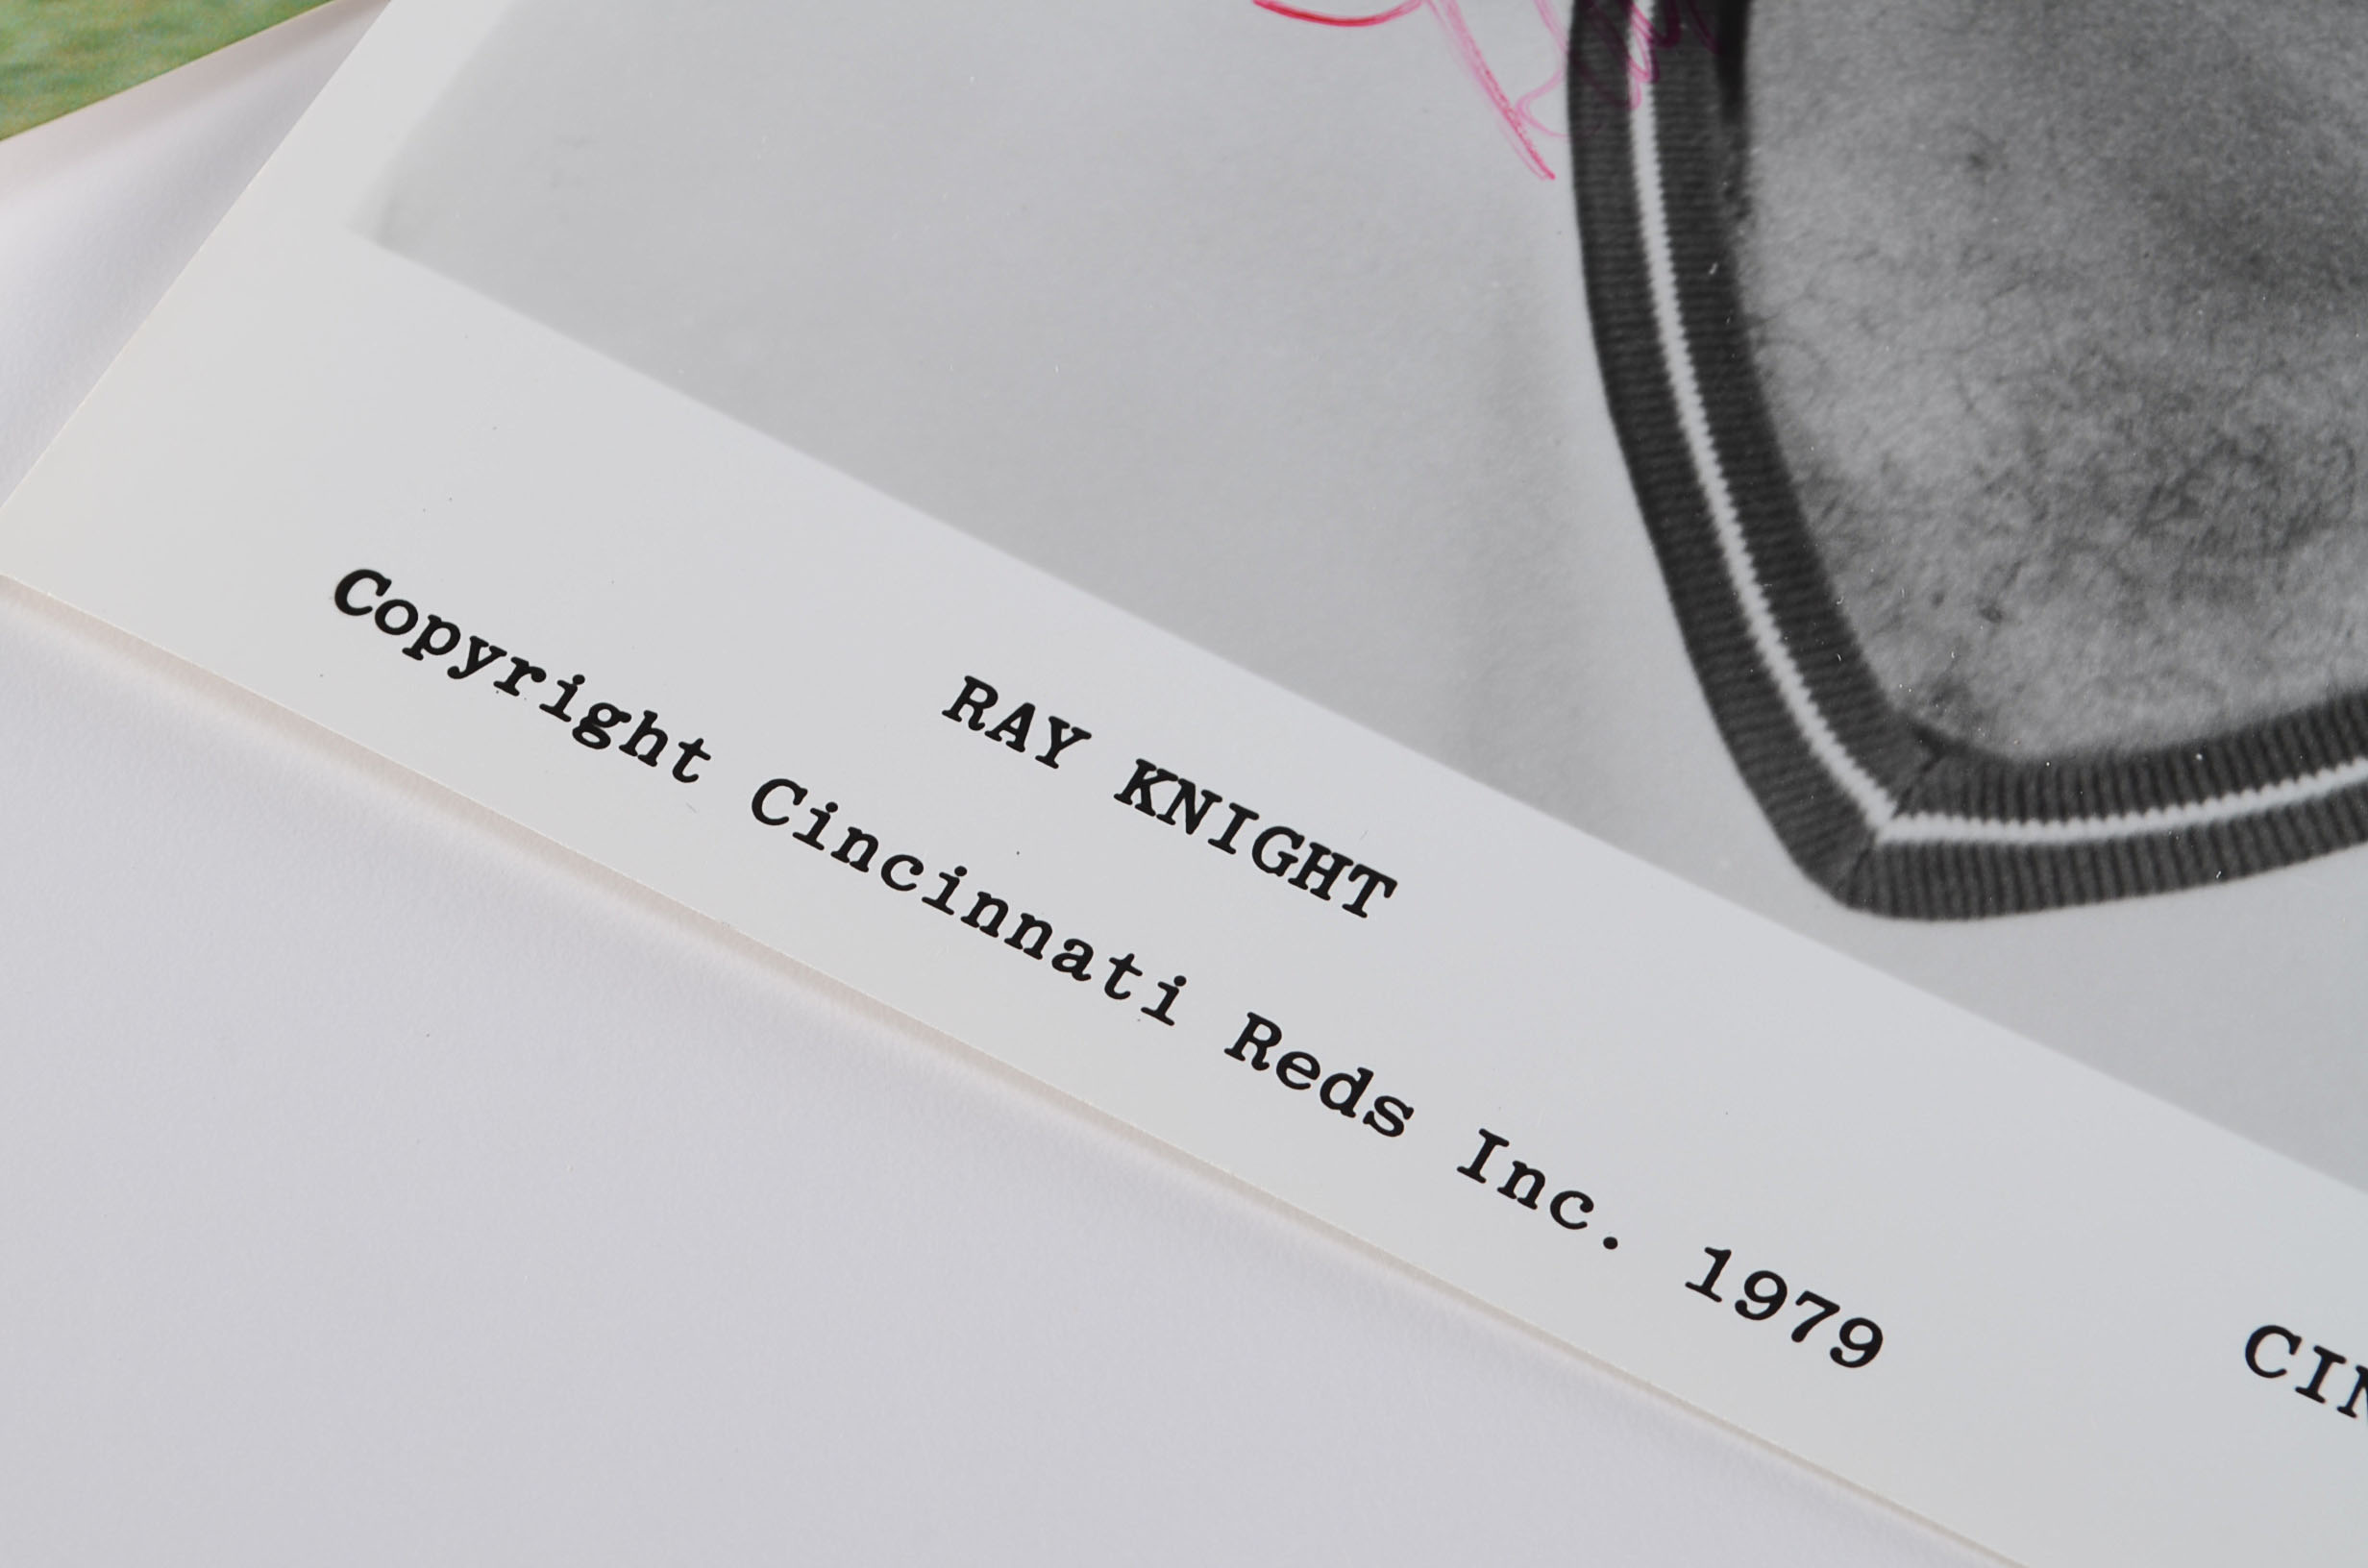 RAY KNIGHT
Copyright Cincinnati Reds Inc. 1979